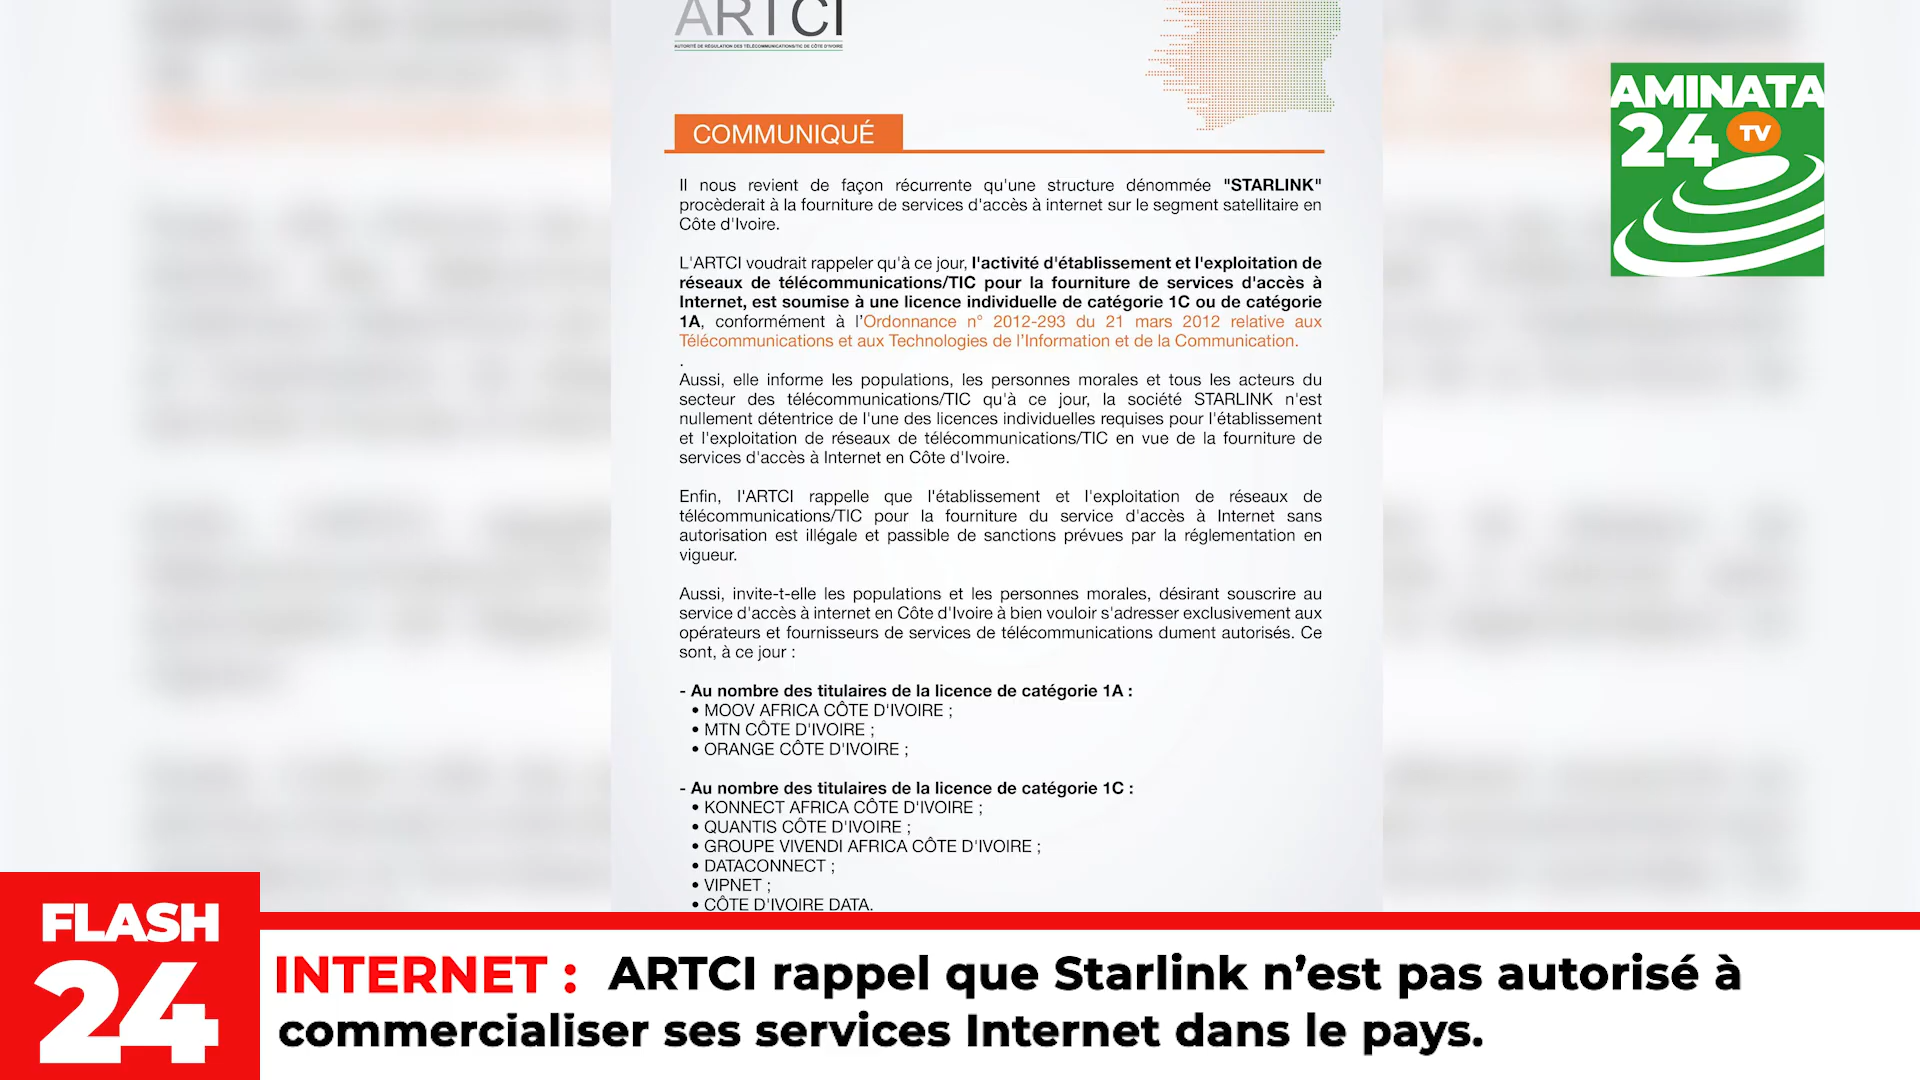 ARTCI
AUTORITÉ DE RÉGULATION DES TÉLÉCOMMUNICATIONS/TIC DE CÔTE D'IVOIRE
COMMUNIQUÉ
Il nous revient de façon récurrente qu'une structure dénommée "STARLINK"
procèderait à la fourniture de services d'accès à internet sur le segment satellitaire en
Côte d'Ivoire.
L'ARTCI voudrait rappeler qu'à ce jour, l'activité d'établissement et l'exploitation de
réseaux de télécommunications/TIC pour la fourniture de services d'accès à
Internet, est soumise à une licence individuelle de catégorie 1C ou de catégorie
1A, conformément à l'Ordonnance n° 2012-293 du 21 mars 2012 relative aux
Télécommunications et aux Technologies de l'Information et de la Communication.
.
Aussi, elle informe les populations, les personnes morales et tous les acteurs du
secteur des télécommunications/TIC qu'à ce jour, la société STARLINK n'est
nullement détentrice de l'une des licences individuelles requises pour l'établissement
et l'exploitation de réseaux de télécommunications/TIC en vue de la fourniture de
services d'accès à Internet en Côte d'Ivoire.
Enfin, l'ARTCI rappelle que l'établissement et l'exploitation de réseaux de
télécommunications/TIC pour la fourniture du service d'accès à Internet sans
autorisation est illégale et passible de sanctions prévues par la réglementation en
vigueur.
Aussi, invite-t-elle les populations et les personnes morales, désirant souscrire au
service d'accès à internet en Côte d'Ivoire à bien vouloir s'adresser exclusivement aux
opérateurs et fournisseurs de services de télécommunications dument autorisés. Ce
sont, à ce jour :
- Au nombre des titulaires de la licence de catégorie 1A :
• MOOV AFRICA CÔTE D'IVOIRE ;
• MTN CÔTE D'IVOIRE ;
• ORANGE CÔTE D'IVOIRE ;
- Au nombre des titulaires de la licence de catégorie 1C :
• KONNECT AFRICA CÔTE D'IVOIRE ;
• QUANTIS CÔTE D'IVOIRE ;
• GROUPE VIVENDI AFRICA CÔTE D'IVOIRE ;
• DATACONNECT ;
• VIPNET ;
• CÔTE D'IVOIRE DATA.
AMINATA
24 TV
FLASH
24
INTERNET : ARTCI rappel que Starlink n’est pas autorisé à
commercialiser ses services Internet dans le pays.